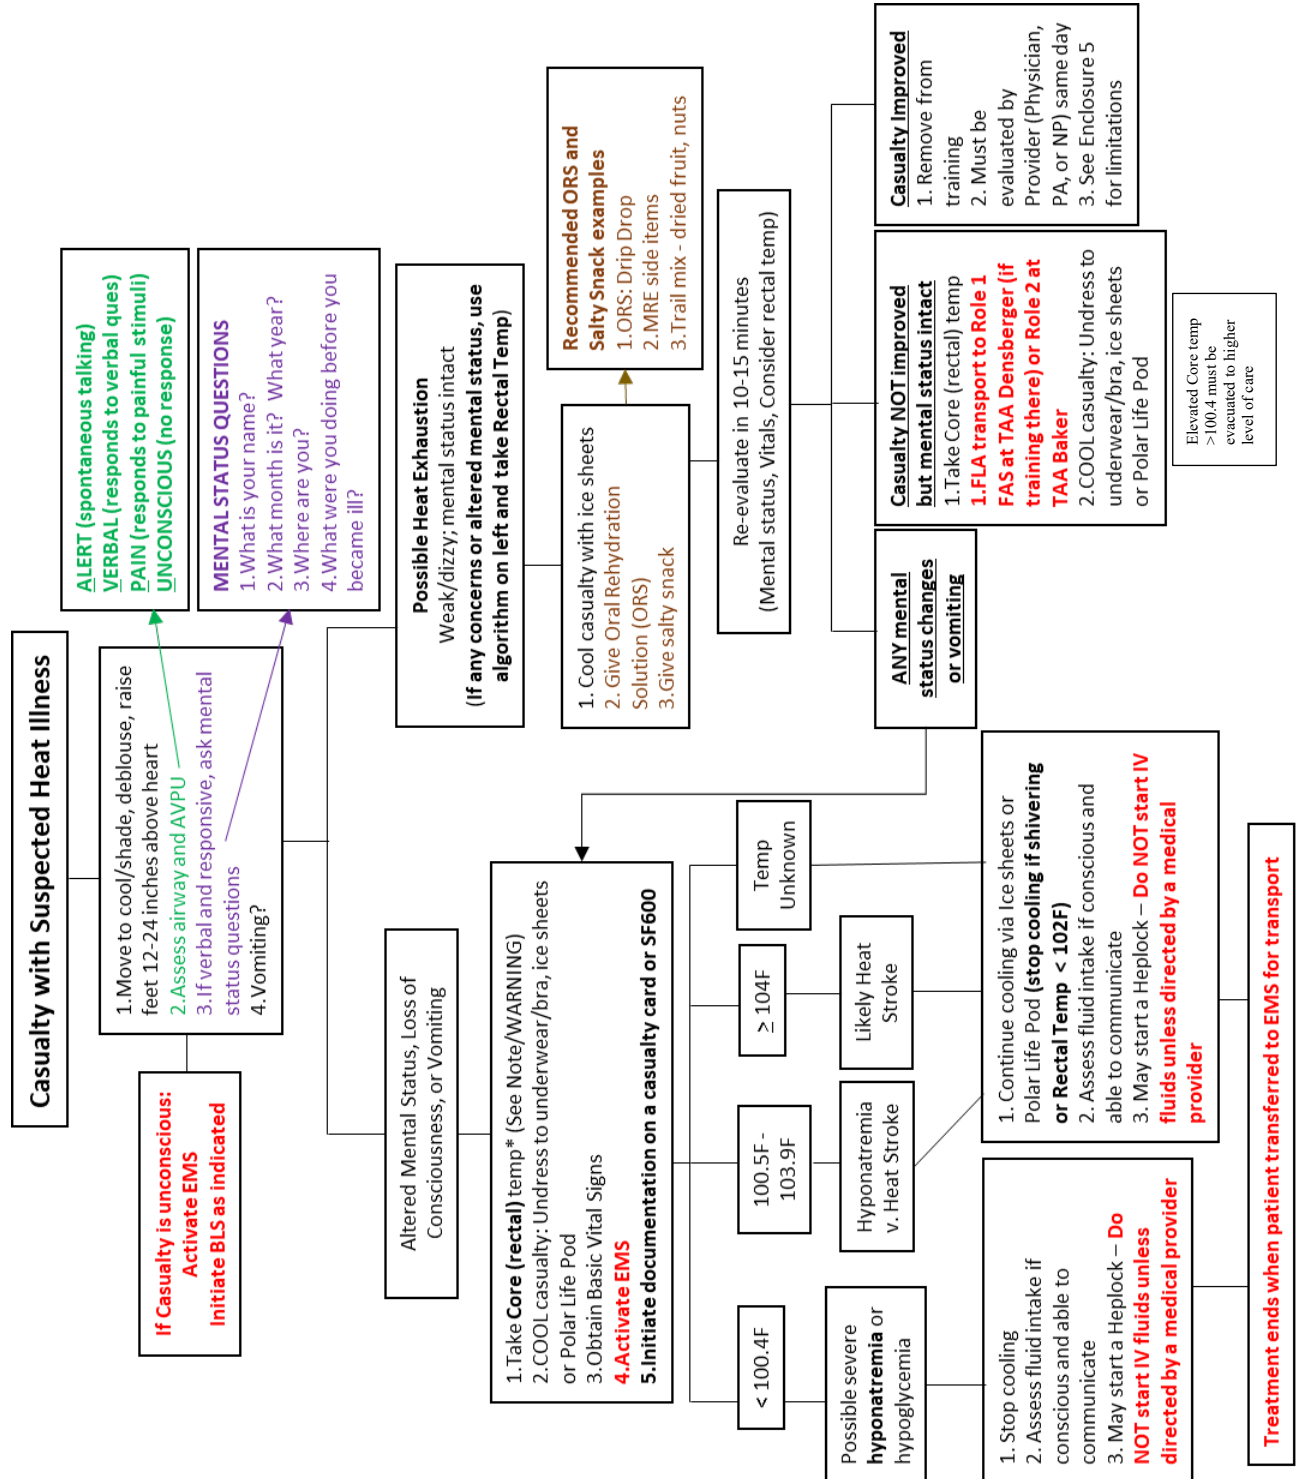 Casualty with Suspected Heat Illness
If Casualty is unconscious:
Activate EMS
Initiate BLS as indicated
1.Move to cool/shade, deblouse, raise
feet 12-24 inches above heart
2.Assess airway and AVPU
3.If verbal and responsive, ask mental
status questions
4.Vomiting?
ALERT (spontaneous talking)
VERBAL (responds to verbal ques)
PAIN (responds to painful stimuli)
UNCONSCIOUS (no response)
MENTAL STATUS QUESTIONS
1.What is your name?
2.What month is it? What year?
3.Where are you?
4.What were you doing before you
became ill?
Altered Mental Status, Loss of
Consciousness, or Vomiting
Possible Heat Exhaustion
Weak/dizzy; mental status intact
(If any concerns or altered mental status, use
algorithm on left and take Rectal Temp)
1.Take Core (rectal) temp* (See Note/WARNING)
2.COOL casualty: Undress to underwear/bra, ice sheets
or Polar Life Pod
3.Obtain Basic Vital Signs
4.Activate EMS
5.Initiate documentation on a casualty card or SF600
1. Cool casualty with ice sheets
2. Give Oral Rehydration
Solution (ORS)
3.Give salty snack
Recommended ORS and
Salty Snack examples
1.ORS: Drip Drop
2.MRE side items
3.Trail mix - dried fruit, nuts
Re-evaluate in 10-15 minutes
(Mental status, Vitals, Consider rectal temp)
< 100.4F
100.5F -
103.9F
≥ 104F
Temp
Unknown
Possible severe
hyponatremia or
hypoglycemia
Hyponatremia
v. Heat Stroke
Likely Heat
Stroke
ANY mental
status changes
or vomiting
Casualty NOT improved
but mental status intact
1.Take Core (rectal) temp
1.FLA transport to Role 1
FAS at TAA Densberger (if
training there) or Role 2 at
TAA Baker
2.COOL casualty: Undress to
underwear/bra, ice sheets
or Polar Life Pod
Casualty Improved
1. Remove from
training
2. Must be
evaluated by
Provider (Physician,
PA, or NP) same day
3. See Enclosure 5
for limitations
1. Stop cooling
2. Assess fluid intake if
conscious and able to
communicate
3. May start a Heplock – Do
NOT start IV fluids unless
directed by a medical provider
1. Continue cooling via Ice sheets or
Polar Life Pod (stop cooling if shivering
or Rectal Temp < 102F)
2. Assess fluid intake if conscious and
able to communicate
3. May start a Heplock – Do NOT start IV
fluids unless directed by a medical
provider
Elevated Core temp
>100.4 must be
evacuated to higher
level of care
Treatment ends when patient transferred to EMS for transport